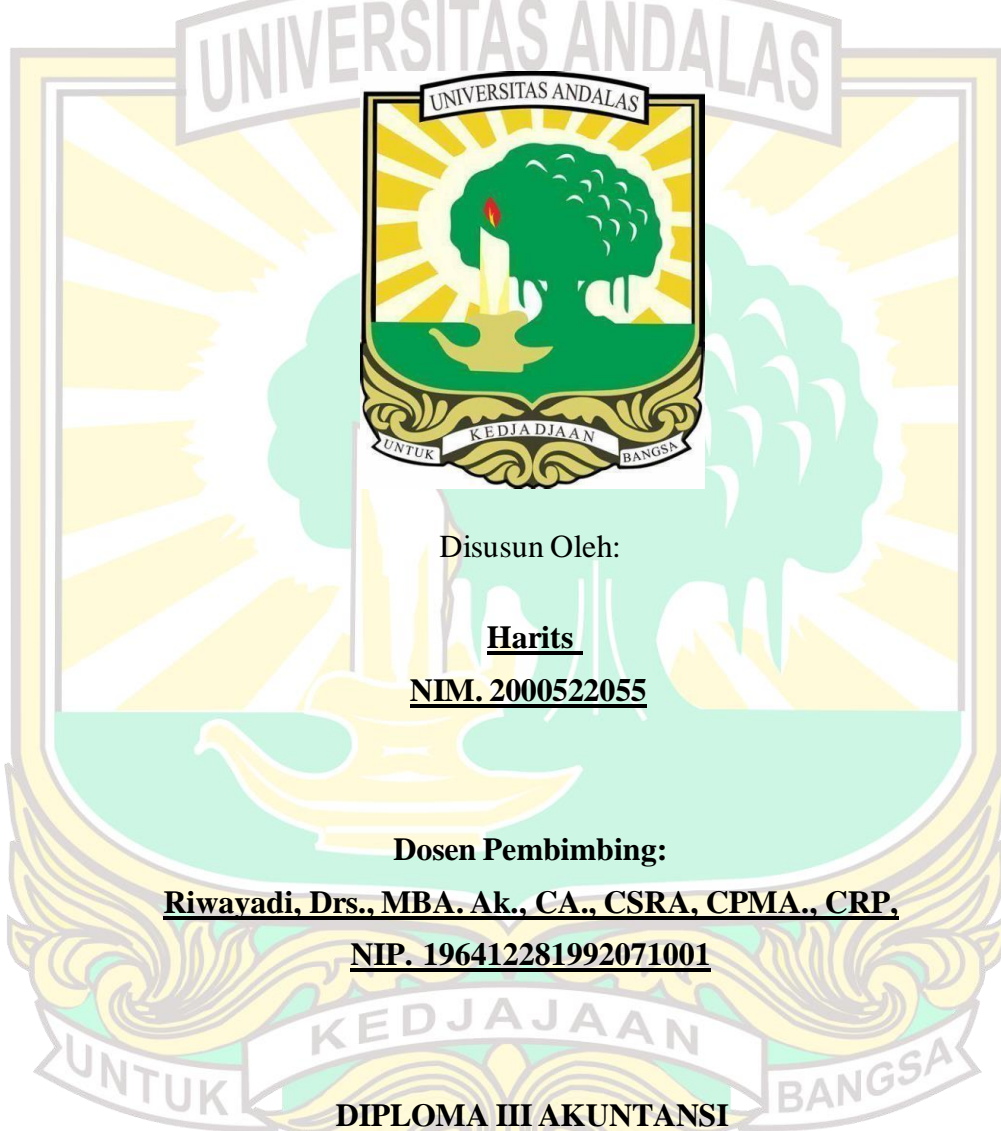 UNIVERSITAS ANDALAS
UNIVERSITAS ANDALAS
UNTUK KEDJADJAAN BANGSA
Disusun Oleh:
Harits
NIM. 2000522055
Dosen Pembimbing:
Riwayadi, Drs., MBA. Ak., CA., CSRA, CPMA., CRP,
NIP. 196412281992071001
UNTUK KEDJAJAAN BANGSA
DIPLOMA III AKUNTANSI